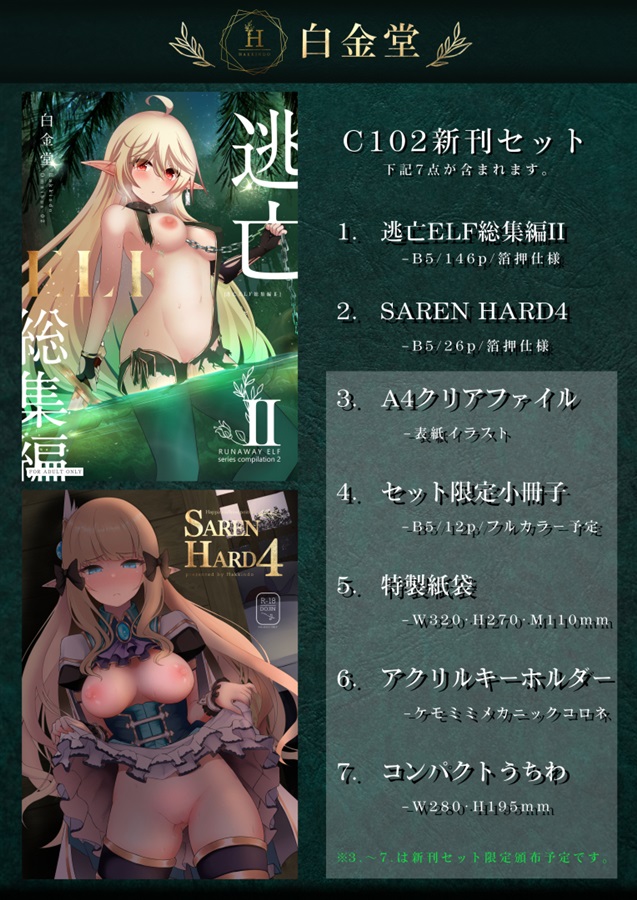 H
白金堂
白金堂
逃亡
ELF
総集編
II
RUNAWAY ELF
series compilation 2
FOR ADULT ONLY
SAREN
HARD4
R-18
C102新刊セット
下記7点が含まれます。
1. 逃亡ELF総集編II
-B5/146p/箔押仕様
2. SAREN HARD4
-B5/26p/箔押仕様
3. A4クリアファイル
-表紙イラスト
4. セット限定小冊子
-B5/12p/フルカラー予定
5. 特製紙袋
-W320·H270·M110mm
6. アクリルキーホルダー
-ケモミミメカニックコロネ
7. コンパクトうちわ
-W280·H195mm
※3.～7.は新刊セット限定頒布予定です。